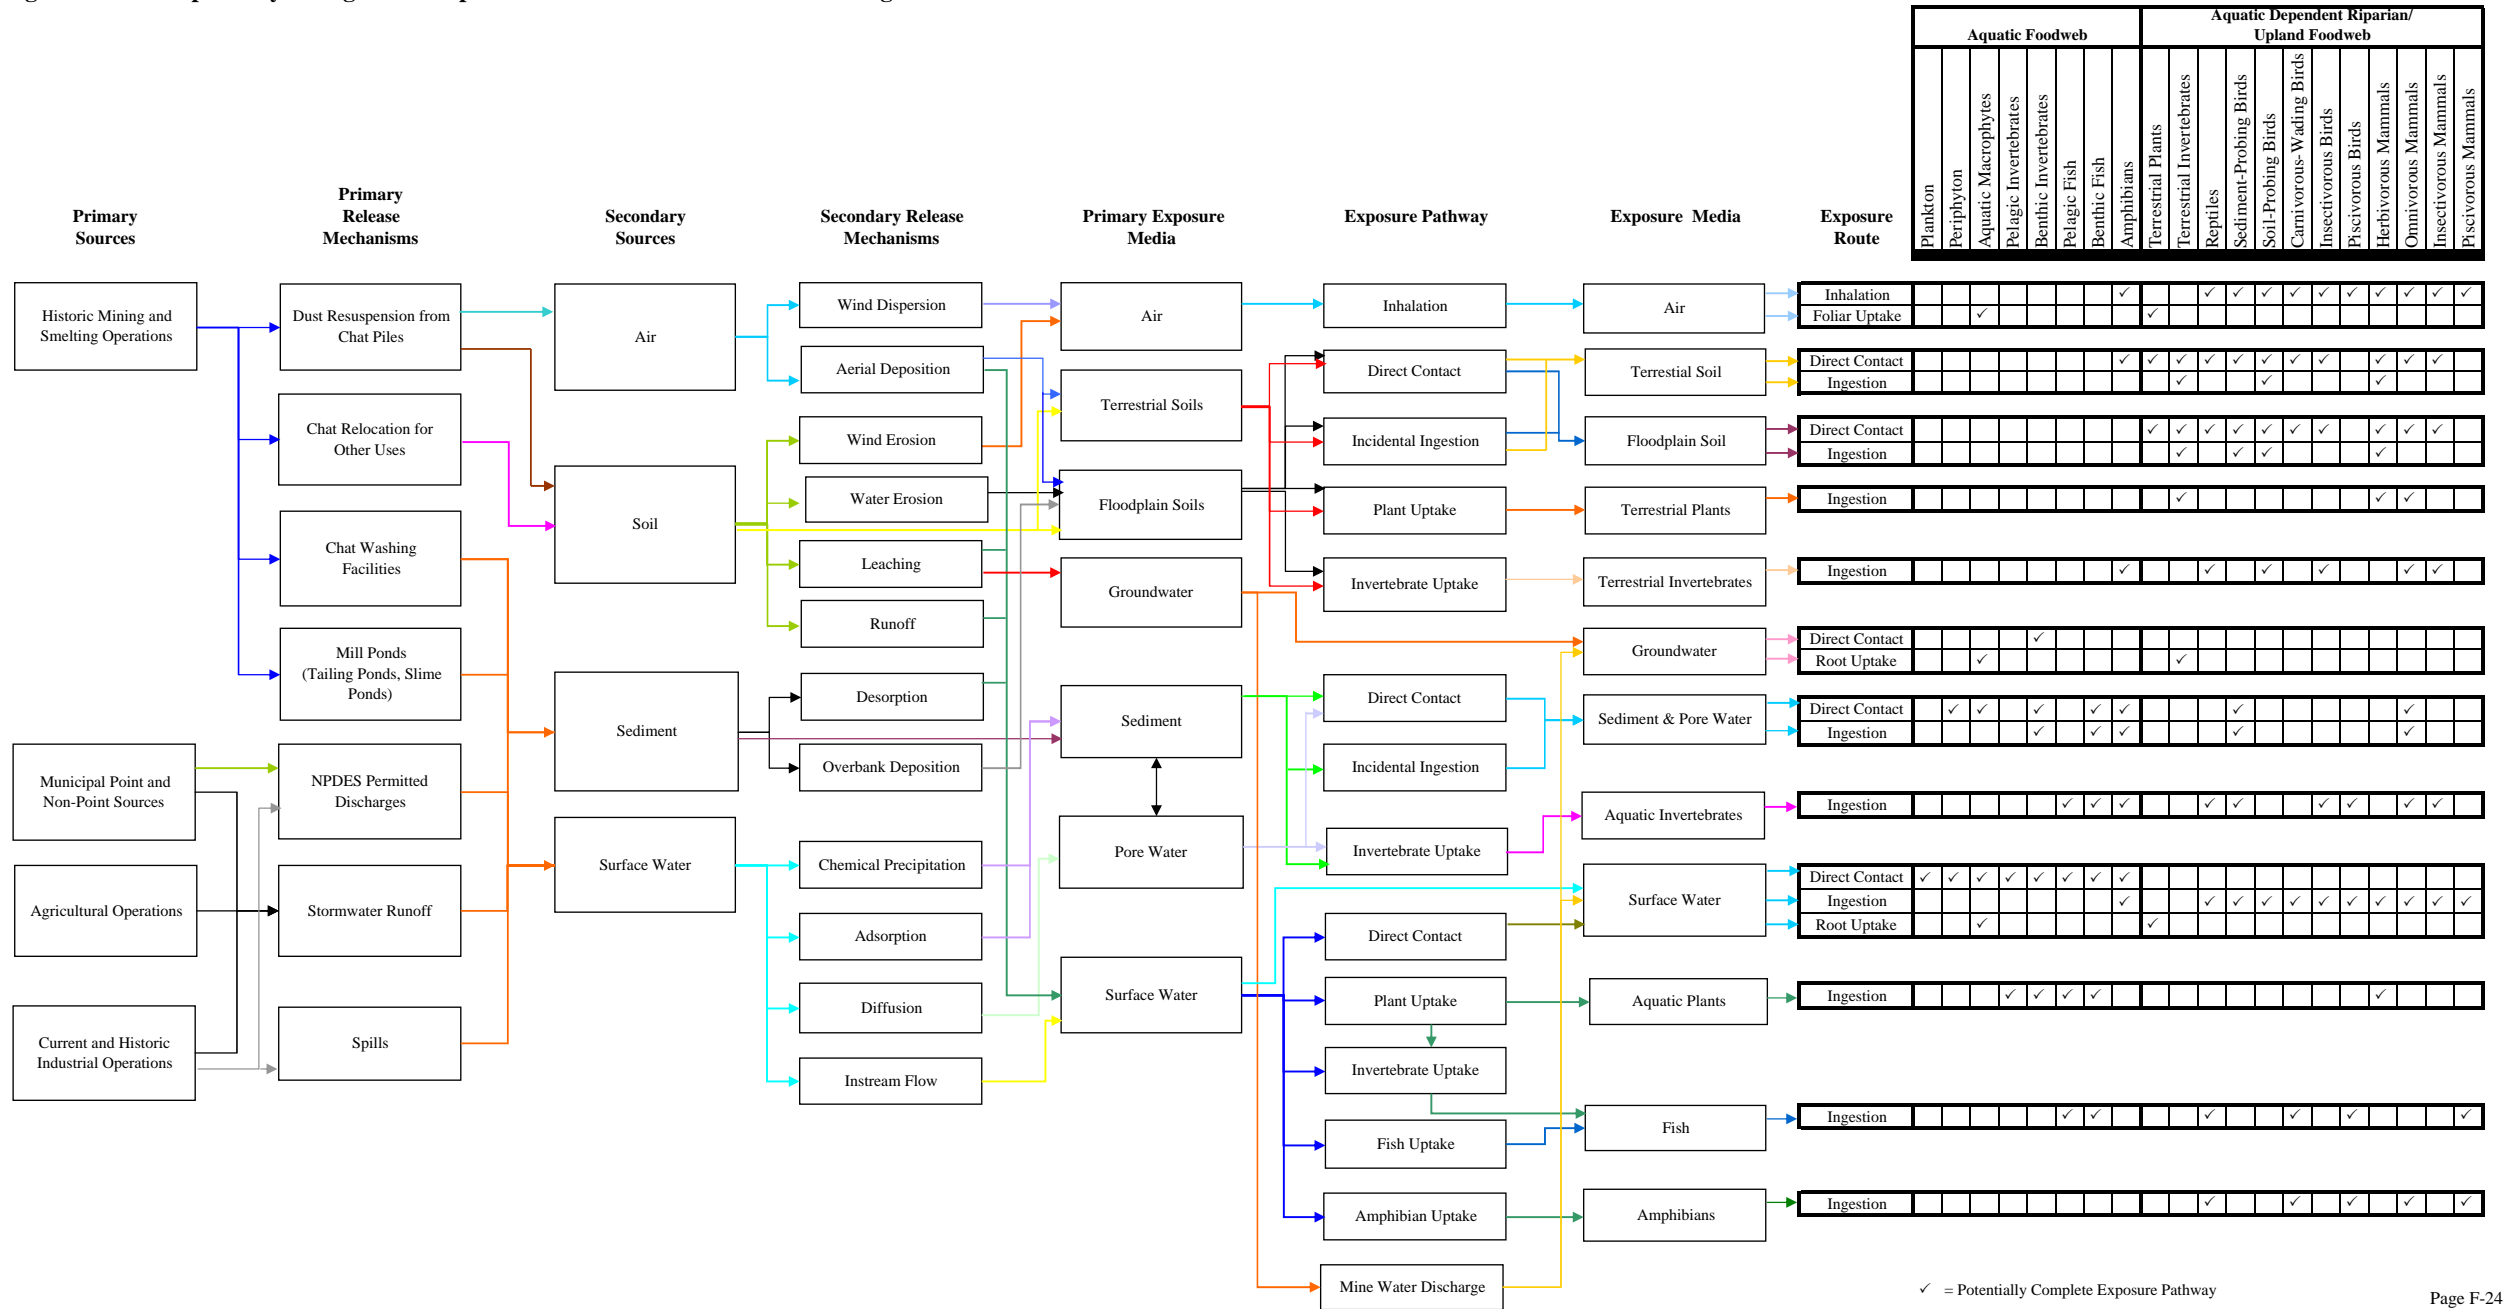 Aquatic Foodweb
Aquatic Dependent Riparian/
Upland Foodweb
Plankton
Periphyton
Aquatic Macrophytes
Pelagic Invertebrates
Benthic Invertebrates
Pelagic Fish
Benthic Fish
Amphibians
Terrestrial Plants
Terrestrial Invertebrates
Reptiles
Sediment-Probing Birds
Soil-Probing Birds
Carnivorous-Wading Birds
Insectivorous Birds
Piscivorous Birds
Herbivorous Mammals
Omnivorous Mammals
Insectivorous Mammals
Piscivorous Mammals
Primary
Sources
Primary
Release
Mechanisms
Secondary
Sources
Secondary Release
Mechanisms
Primary Exposure
Media
Exposure Pathway
Exposure Media
Exposure
Route
Historic Mining and
Smelting Operations
Municipal Point and
Non-Point Sources
Agricultural Operations
Current and Historic
Industrial Operations
Dust Resuspension from
Chat Piles
Chat Relocation for
Other Uses
Chat Washing
Facilities
Mill Ponds
(Tailing Ponds, Slime
Ponds)
NPDES Permitted
Discharges
Stormwater Runoff
Spills
Air
Soil
Sediment
Surface Water
Wind Dispersion
Aerial Deposition
Wind Erosion
Water Erosion
Leaching
Runoff
Desorption
Overbank Deposition
Chemical Precipitation
Adsorption
Diffusion
Instream Flow
Air
Terrestrial Soils
Floodplain Soils
Groundwater
Sediment
Pore Water
Surface Water
Inhalation
Direct Contact
Incidental Ingestion
Plant Uptake
Invertebrate Uptake
Direct Contact
Incidental Ingestion
Invertebrate Uptake
Direct Contact
Plant Uptake
Invertebrate Uptake
Fish Uptake
Amphibian Uptake
Mine Water Discharge
Air
Terrestial Soil
Floodplain Soil
Terrestrial Plants
Terrestrial Invertebrates
Groundwater
Sediment & Pore Water
Aquatic Invertebrates
Surface Water
Aquatic Plants
Fish
Amphibians
Inhalation ✓ ✓ ✓ ✓ ✓ ✓ ✓ ✓ ✓ ✓ ✓
Foliar Uptake ✓ ✓
Direct Contact ✓ ✓ ✓ ✓ ✓ ✓ ✓ ✓ ✓ ✓ ✓
Ingestion ✓ ✓ ✓
Direct Contact ✓ ✓ ✓ ✓ ✓ ✓ ✓ ✓ ✓ ✓
Ingestion ✓ ✓ ✓ ✓
Ingestion ✓ ✓ ✓
Ingestion ✓ ✓ ✓ ✓ ✓ ✓
Direct Contact ✓
Root Uptake ✓ ✓
Direct Contact ✓ ✓ ✓ ✓ ✓ ✓ ✓
Ingestion ✓ ✓ ✓ ✓ ✓
Ingestion ✓ ✓ ✓ ✓ ✓ ✓ ✓ ✓ ✓
Direct Contact ✓ ✓ ✓ ✓ ✓ ✓ ✓ ✓
Ingestion ✓ ✓ ✓ ✓ ✓ ✓ ✓ ✓ ✓ ✓ ✓
Root Uptake ✓ ✓
Ingestion ✓ ✓ ✓ ✓ ✓
Ingestion ✓ ✓ ✓ ✓ ✓ ✓
Ingestion ✓ ✓ ✓ ✓ ✓
✓ = Potentially Complete Exposure Pathway
Page F-24